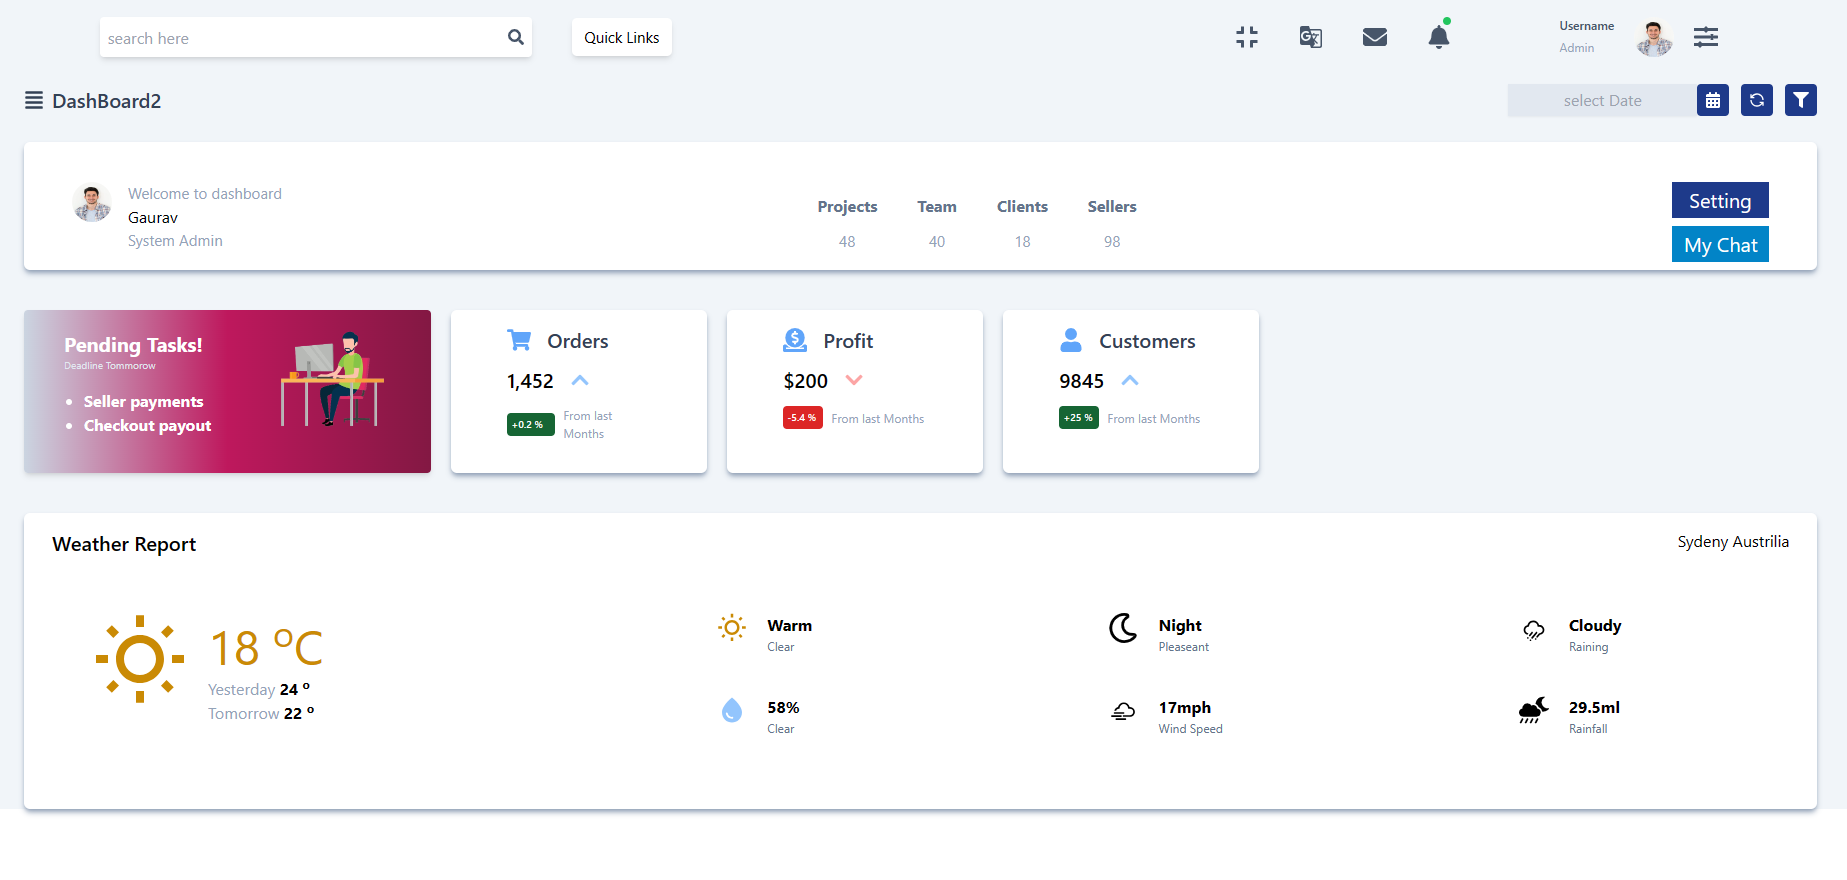 search here
Quick Links
Username
Admin
DashBoard2
select Date
Welcome to dashboard
Gaurav
System Admin
Projects Team Clients Sellers
48 40 18 98
Setting
My Chat
Pending Tasks!
Deadline Tommorow
• Seller payments
• Checkout payout
Orders
1,452
+0.2 %
From last
Months
Profit
$200
-5.4 %
From last Months
Customers
9845
+25 %
From last Months
Weather Report
Sydeny Austrilia
18 °C
Yesterday 24 °
Tomorrow 22 °
Warm
Clear
Night
Pleaseant
Cloudy
Raining
58%
Clear
17mph
Wind Speed
29.5ml
Rainfall